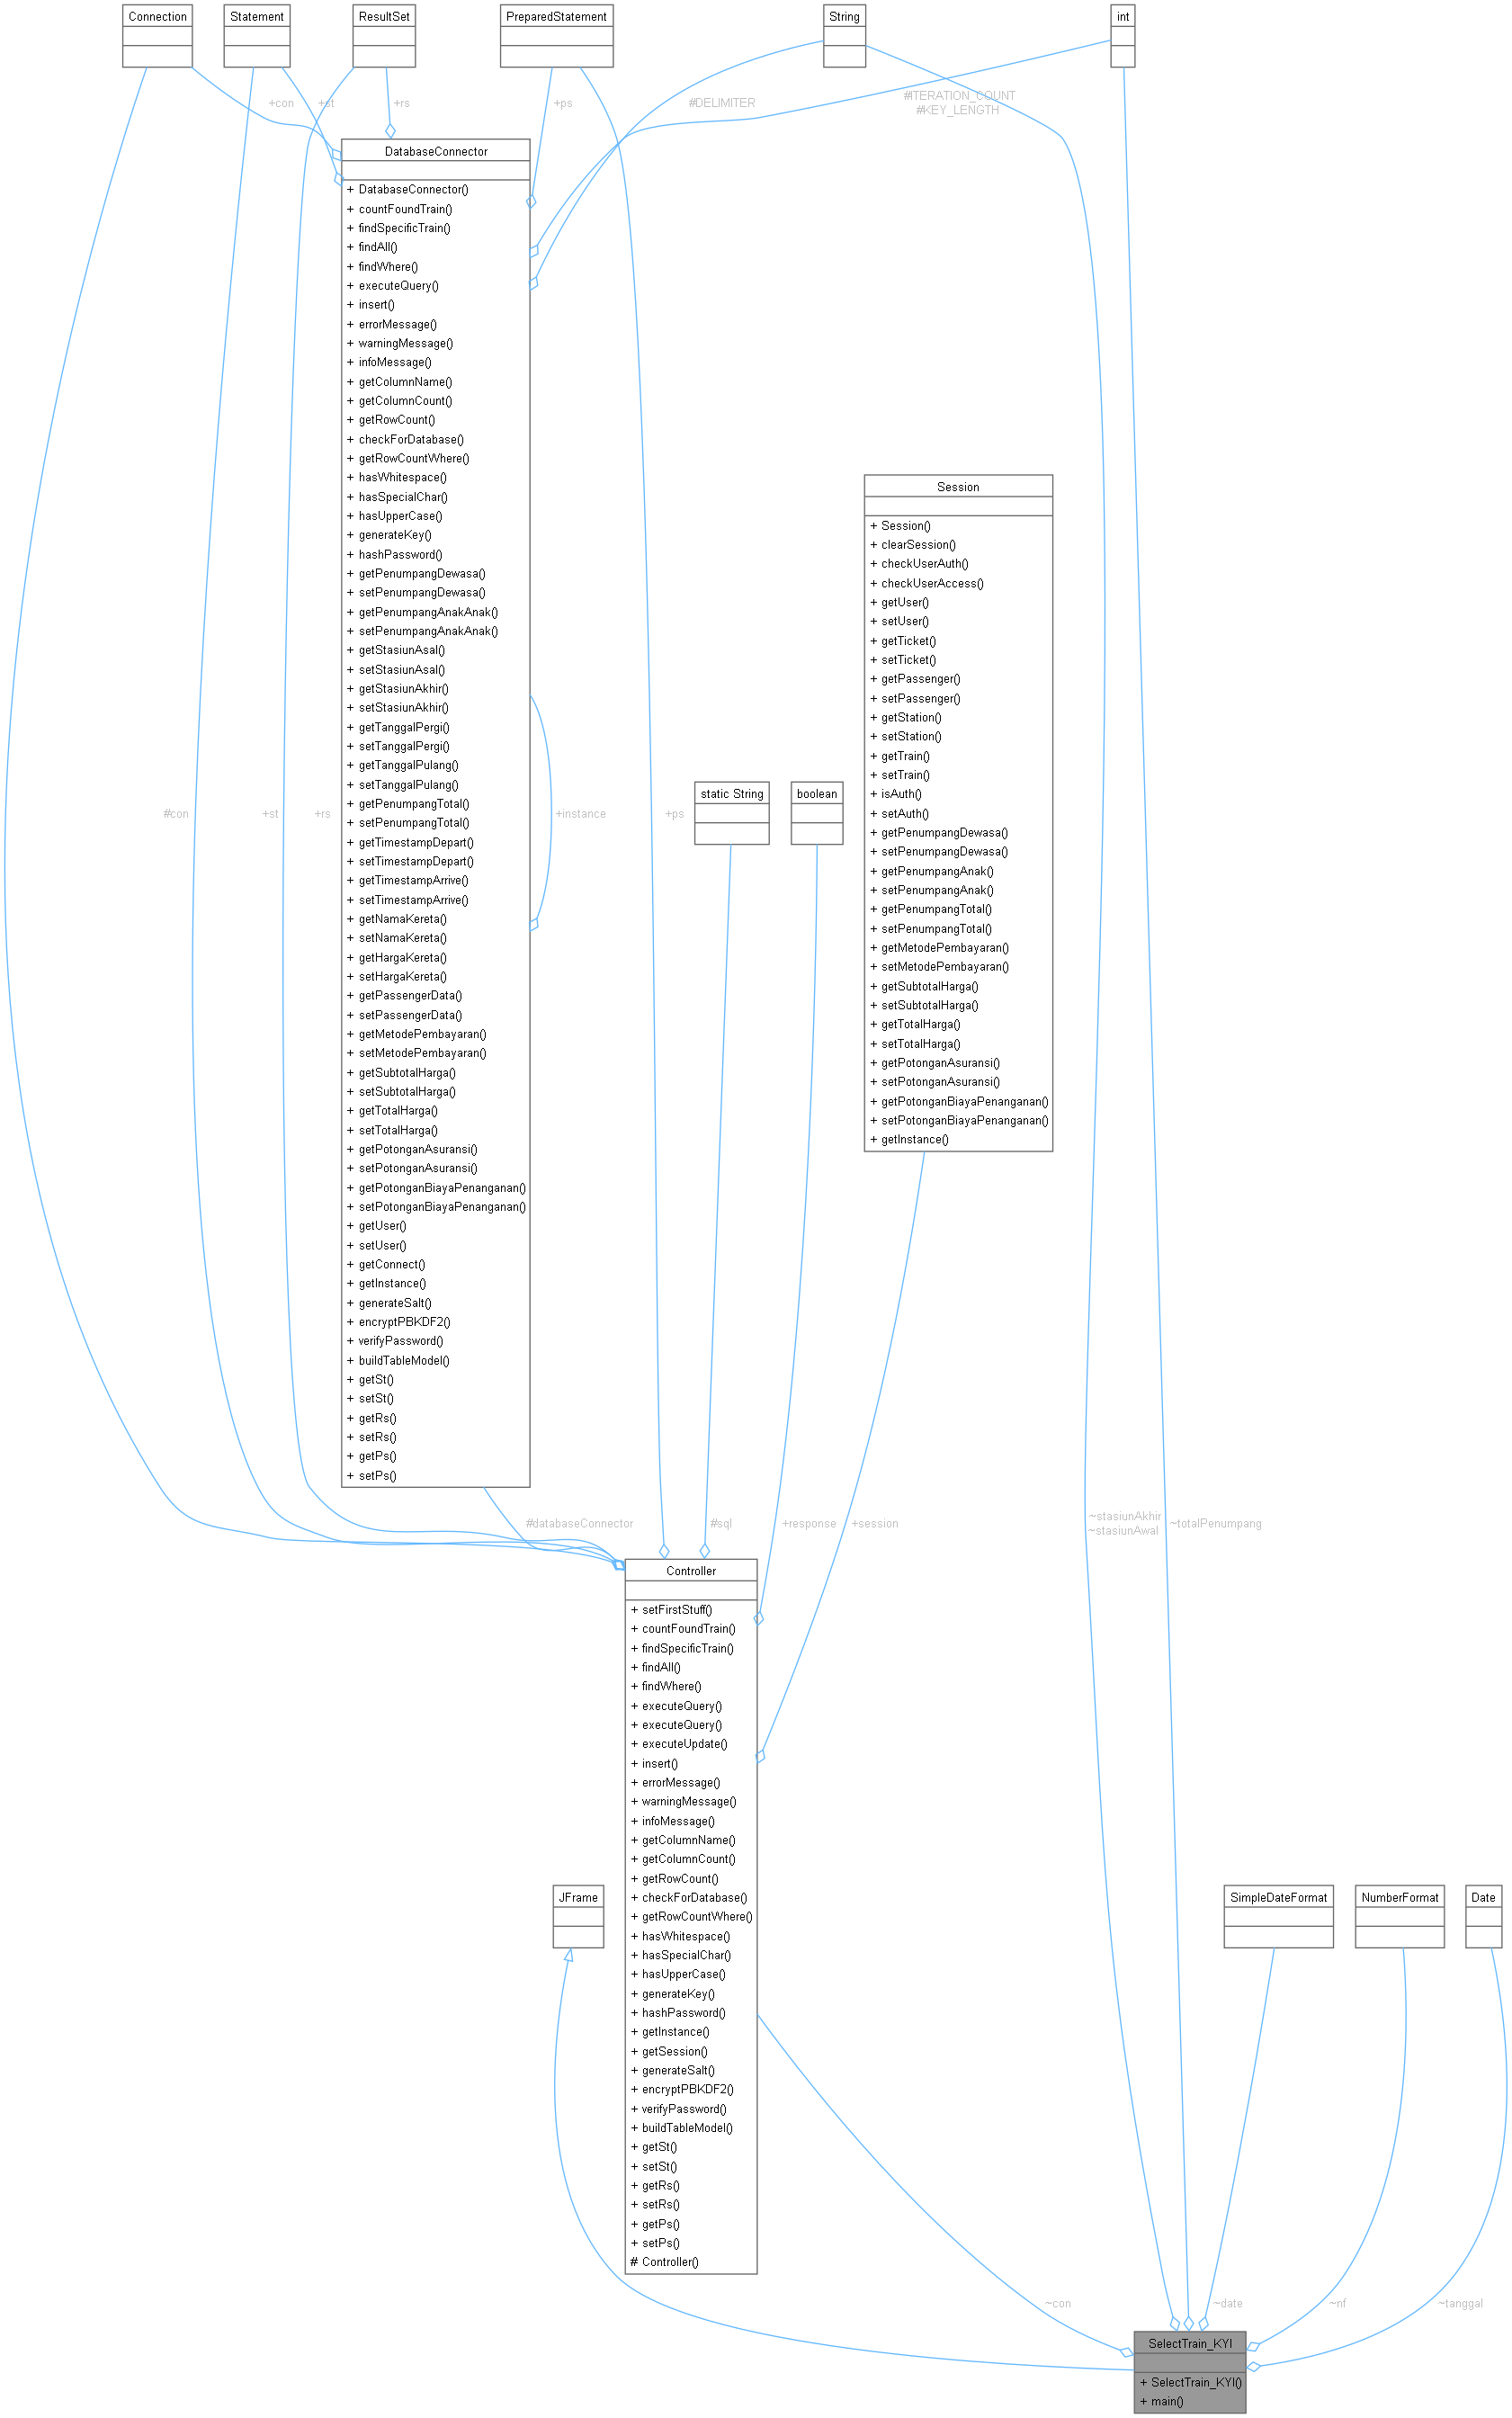 Connection
Statement
ResultSet
PreparedStatement
String
int
+con
+st
+rs
+ps
#DELIMITER
#ITERATION_COUNT
#KEY_LENGTH
DatabaseConnector
+ DatabaseConnector()
+ countFoundTrain()
+ findSpecificTrain()
+ findAll()
+ findWhere()
+ executeQuery()
+ insert()
+ errorMessage()
+ warningMessage()
+ infoMessage()
+ getColumnName()
+ getColumnCount()
+ getRowCount()
+ checkForDatabase()
+ getRowCountWhere()
+ hasWhitespace()
+ hasSpecialChar()
+ hasUpperCase()
+ generateKey()
+ hashPassword()
+ getPenumpangDewasa()
+ setPenumpangDewasa()
+ getPenumpangAnakAnak()
+ setPenumpangAnakAnak()
+ getStasiunAsal()
+ setStasiunAsal()
+ getStasiunAkhir()
+ setStasiunAkhir()
+ getTanggalPergi()
+ setTanggalPergi()
+ getTanggalPulang()
+ setTanggalPulang()
+ getPenumpangTotal()
+ setPenumpangTotal()
+ getTimestampDepart()
+ setTimestampDepart()
+ getTimestampArrive()
+ setTimestampArrive()
+ getNamaKereta()
+ setNamaKereta()
+ getHargaKereta()
+ setHargaKereta()
+ getPassengerData()
+ setPassengerData()
+ getMetodePembayaran()
+ setMetodePembayaran()
+ getSubtotalHarga()
+ setSubtotalHarga()
+ getTotalHarga()
+ setTotalHarga()
+ getPotonganAsuransi()
+ setPotonganAsuransi()
+ getPotonganBiayaPenanganan()
+ setPotonganBiayaPenanganan()
+ getUser()
+ setUser()
+ getConnect()
+ getInstance()
+ generateSalt()
+ encryptPBKDF2()
+ verifyPassword()
+ buildTableModel()
+ getSt()
+ setSt()
+ getRs()
+ setRs()
+ getPs()
+ setPs()
Session
+ Session()
+ clearSession()
+ checkUserAuth()
+ checkUserAccess()
+ getUser()
+ setUser()
+ getTicket()
+ setTicket()
+ getPassenger()
+ setPassenger()
+ getStation()
+ setStation()
+ getTrain()
+ setTrain()
+ isAuth()
+ setAuth()
+ getPenumpangDewasa()
+ setPenumpangDewasa()
+ getPenumpangAnak()
+ setPenumpangAnak()
+ getPenumpangTotal()
+ setPenumpangTotal()
+ getMetodePembayaran()
+ setMetodePembayaran()
+ getSubtotalHarga()
+ setSubtotalHarga()
+ getTotalHarga()
+ setTotalHarga()
+ getPotonganAsuransi()
+ setPotonganAsuransi()
+ getPotonganBiayaPenanganan()
+ setPotonganBiayaPenanganan()
+ getInstance()
static String
boolean
#con
+st
+rs
+instance
+ps
#databaseConnector
#sql
+response
+session
~stasiunAkhir
~stasiunAwal
~totalPenumpang
Controller
+ setFirstStuff()
+ countFoundTrain()
+ findSpecificTrain()
+ findAll()
+ findWhere()
+ executeQuery()
+ executeQuery()
+ executeUpdate()
+ insert()
+ errorMessage()
+ warningMessage()
+ infoMessage()
+ getColumnName()
+ getColumnCount()
+ getRowCount()
+ checkForDatabase()
+ getRowCountWhere()
+ hasWhitespace()
+ hasSpecialChar()
+ hasUpperCase()
+ generateKey()
+ hashPassword()
+ getInstance()
+ getSession()
+ generateSalt()
+ encryptPBKDF2()
+ verifyPassword()
+ buildTableModel()
+ getSt()
+ setSt()
+ getRs()
+ setRs()
+ getPs()
+ setPs()
# Controller()
JFrame
SimpleDateFormat
NumberFormat
Date
~con
~date
~nf
~tanggal
SelectTrain_KYI
+ SelectTrain_KYI()
+ main()